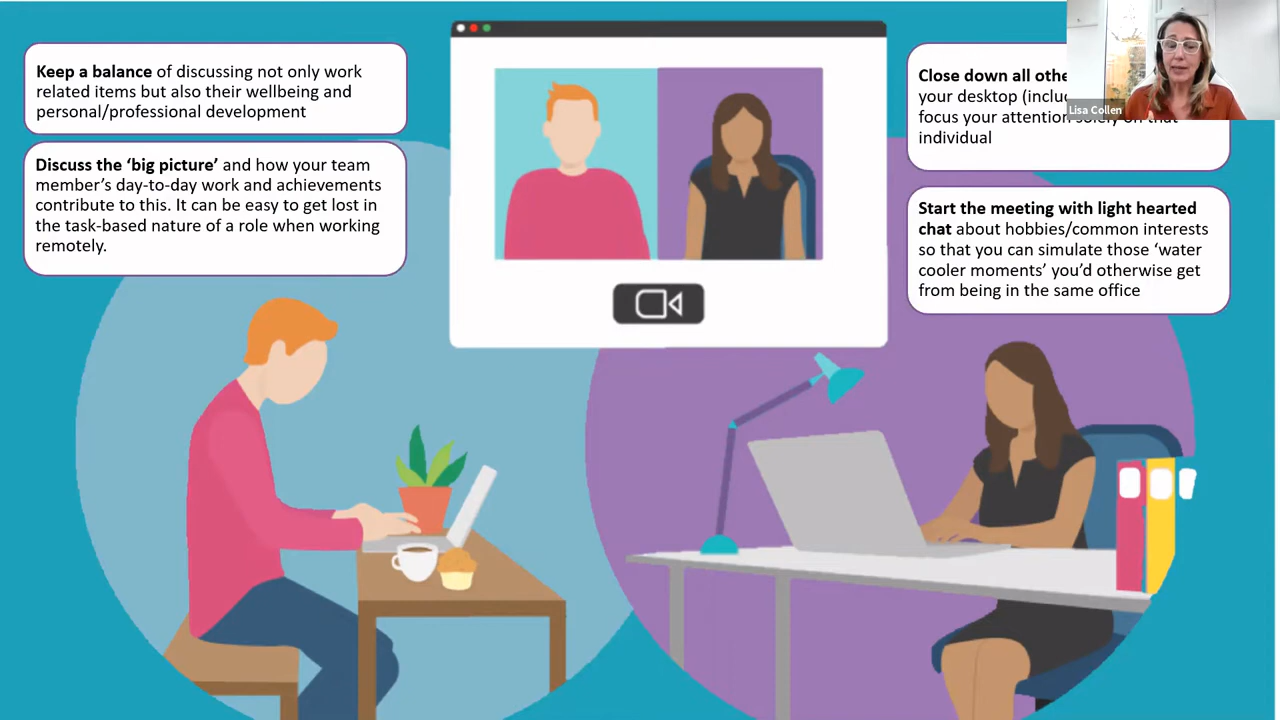 Keep a balance of discussing not only work
related items but also their wellbeing and
personal/professional development
Discuss the ‘big picture’ and how your team
member’s day-to-day work and achievements
contribute to this. It can be easy to get lost in
the task-based nature of a role when working
remotely.
Close down all
your desktop
focus your attention solely on that
individual
Start the meeting with light hearted
chat about hobbies/common interests
so that you can simulate those ‘water
cooler moments’ you’d otherwise get
from being in the same office
Lisa Collen